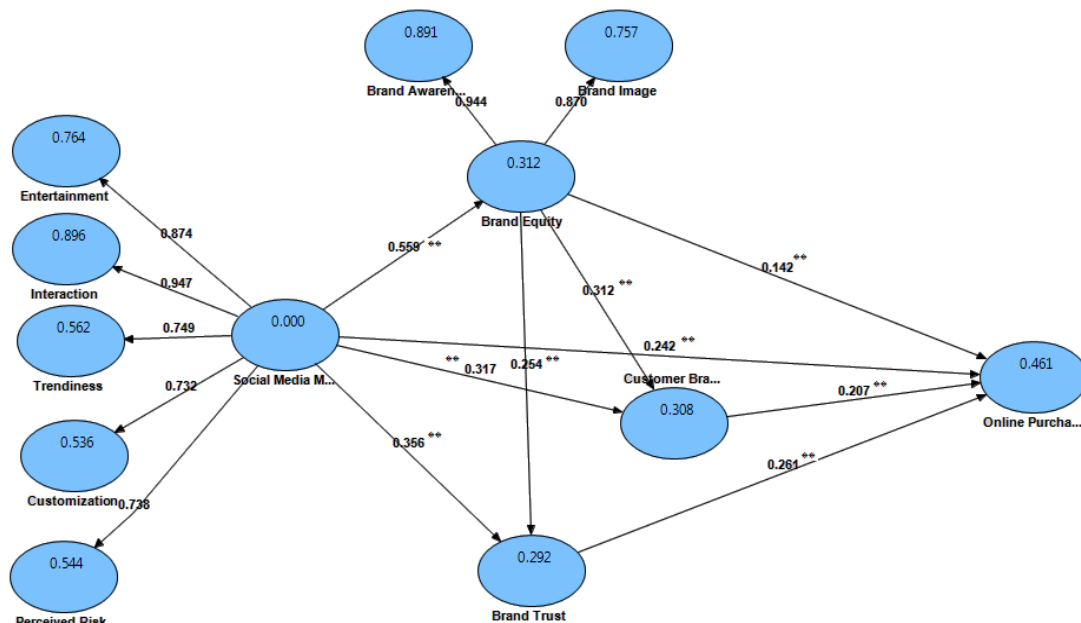 0.891
Brand Awaren...
0.757
Brand Image
0.944
0.870
0.764
Entertainment
0.312
Brand Equity
0.874
0.559 **
0.896
Interaction
0.947
0.142 **
0.312 **
0.562
Trendiness
0.749
0.000
Social Media M...
0.242 **
0.254 **
** 0.317
Customer Bra...
0.308
0.207 **
0.461
Online Purcha...
0.732
0.536
Customization
0.356 **
0.261 **
0.738
0.544
Perceived Risk
0.292
Brand Trust